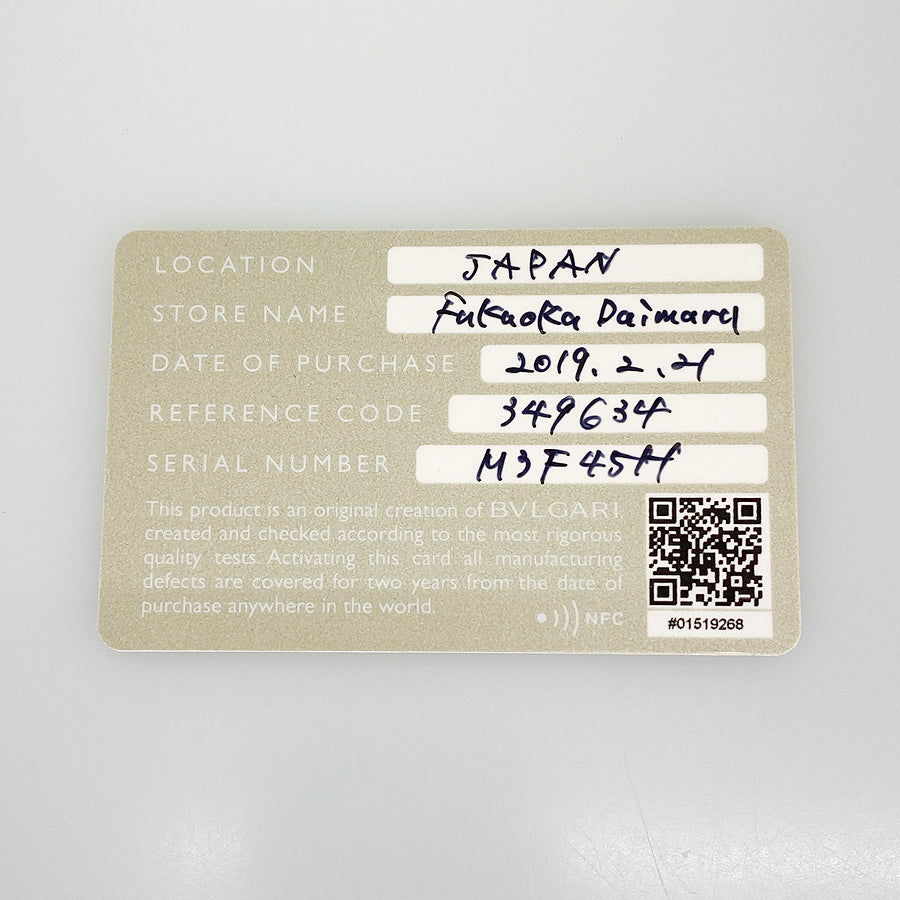 LOCATION JAPAN
STORE NAME Fukuoka Daimaru
DATE OF PURCHASE 2019.2.21
REFERENCE CODE 349634
SERIAL NUMBER M3F45H
This product is an original creation of BVLGARI,
created and checked according to the most rigorous
quality tests. Activating this card all manufacturing
defects are covered for two years from the date of
purchase anywhere in the world.
NFC
#01519268